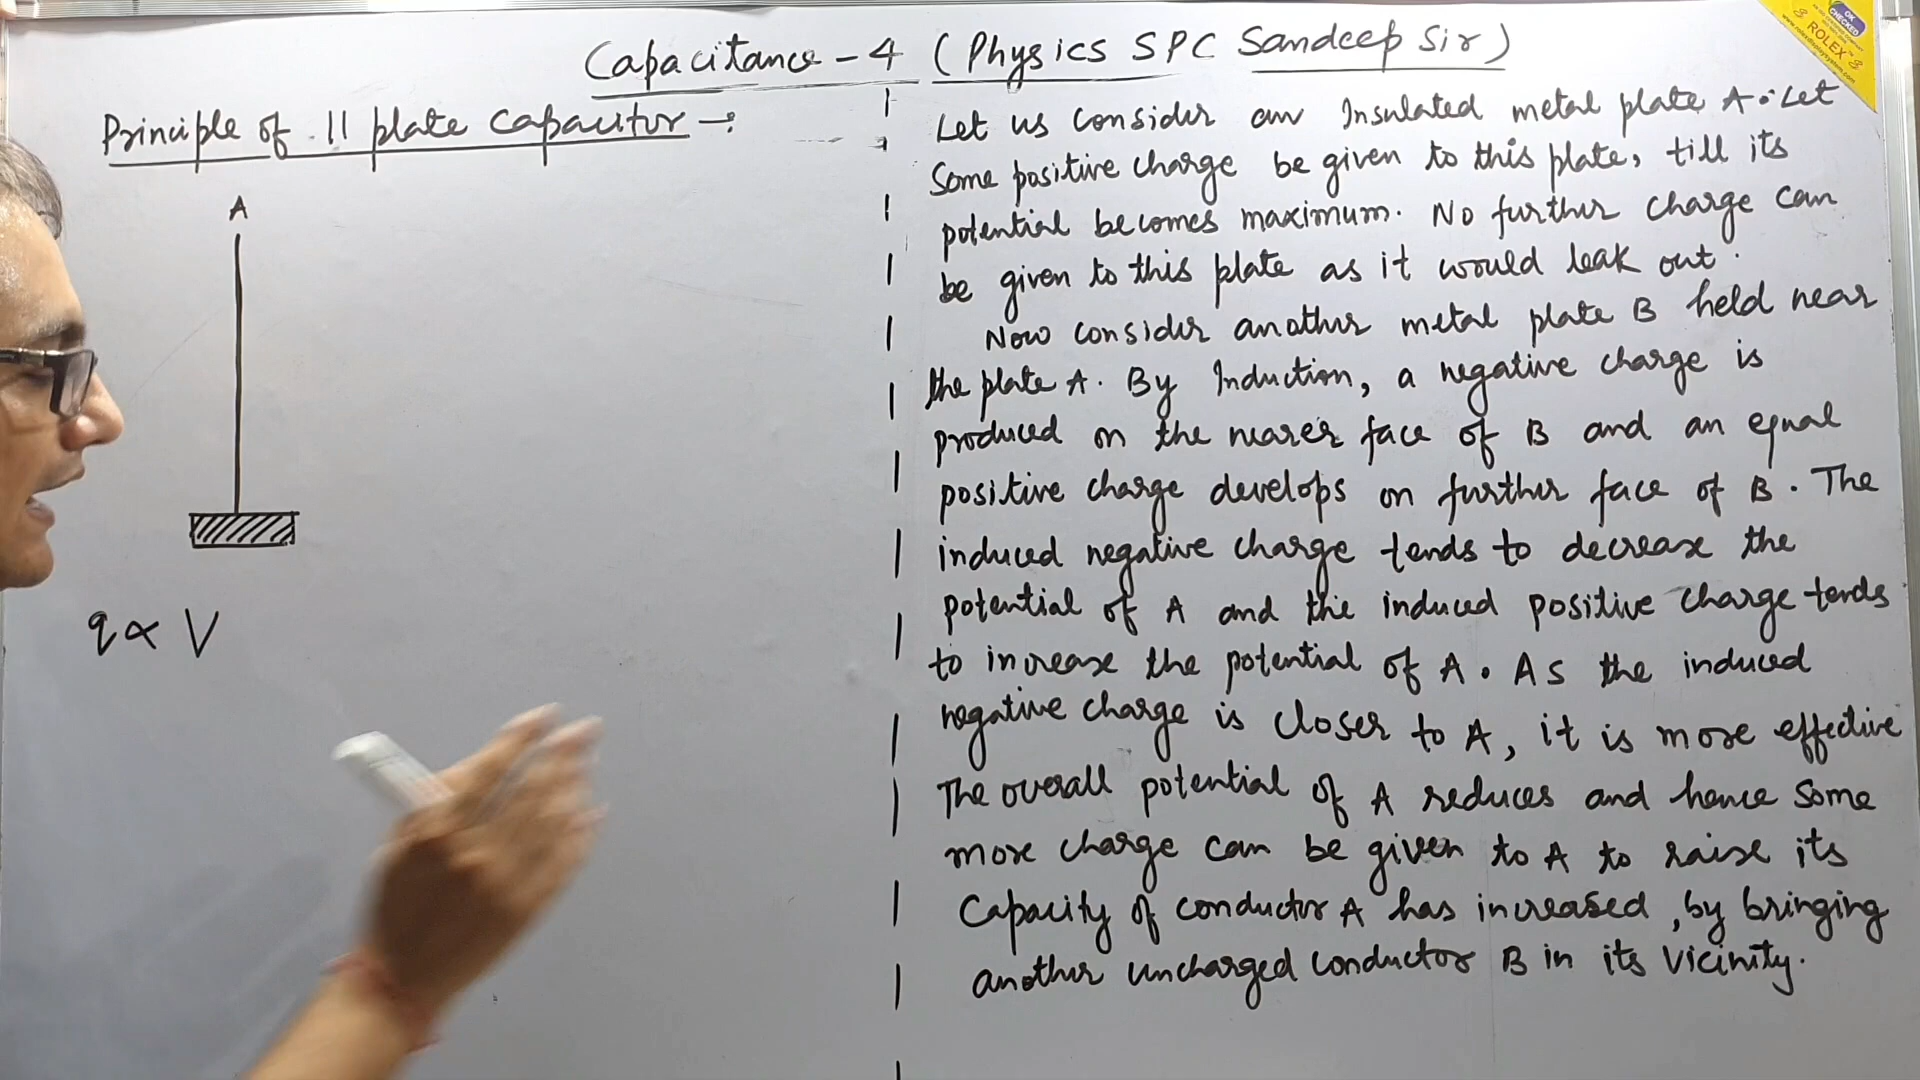 Capacitance - 4 (Physics SPC Sandeep Sir)
Principle of || plate capacitor →:
A
q ∝ V
Let us consider an Insulated metal plate A. Let
Some positive charge be given to this plate, till its
potential becomes maximum. No further charge can
be given to this plate as it would leak out.
Now consider another metal plate B held near
the plate A. By Induction, a negative charge is
produced on the nearer face of B and an equal
positive charge develops on further face of B. The
induced negative charge tends to decrease the
potential of A and the induced positive charge tends
to increase the potential of A. As the induced
negative charge is closer to A, it is more effective
The overall potential of A reduces and hence some
more charge can be given to A to raise its
Capacity of conductor A has increased, by bringing
another uncharged conductor B in its vicinity.
OK
CHECKED
ROLEX